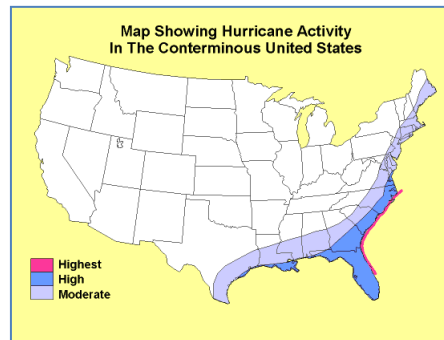 Map Showing Hurricane Activity
In The Conterminous United States
Highest
High
Moderate